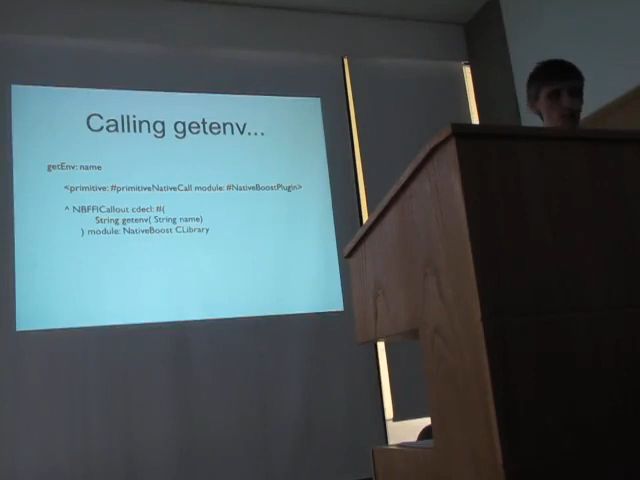 Calling getenv...
getEnv: name
<primitive: #primitiveNativeCall module: #NativeBoostPlugin>
^ NBFFICallout cdecl: #(
String getenv( String name)
) module: NativeBoost CLibrary